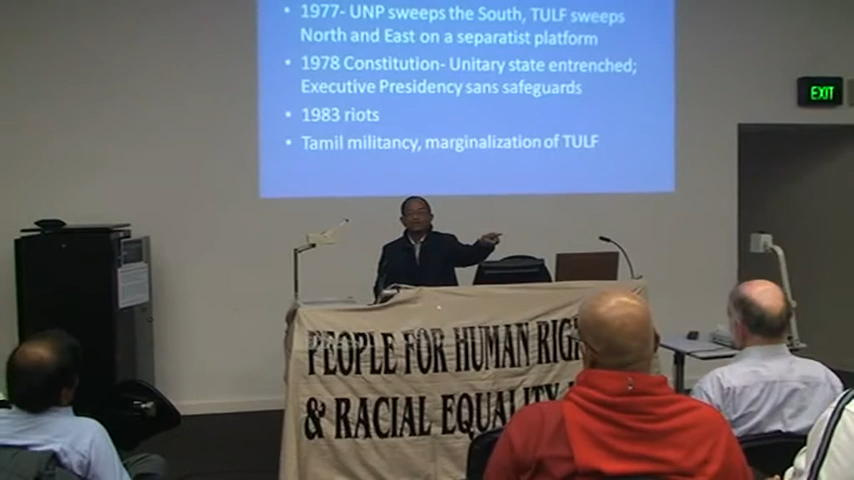 • 1977- UNP sweeps the South, TULF sweeps
North and East on a separatist platform
• 1978 Constitution- Unitary state entrenched;
Executive Presidency sans safeguards
• 1983 riots
• Tamil militancy, marginalization of TULF
EXIT
PEOPLE FOR HUMAN
& RACIAL EQUALITY